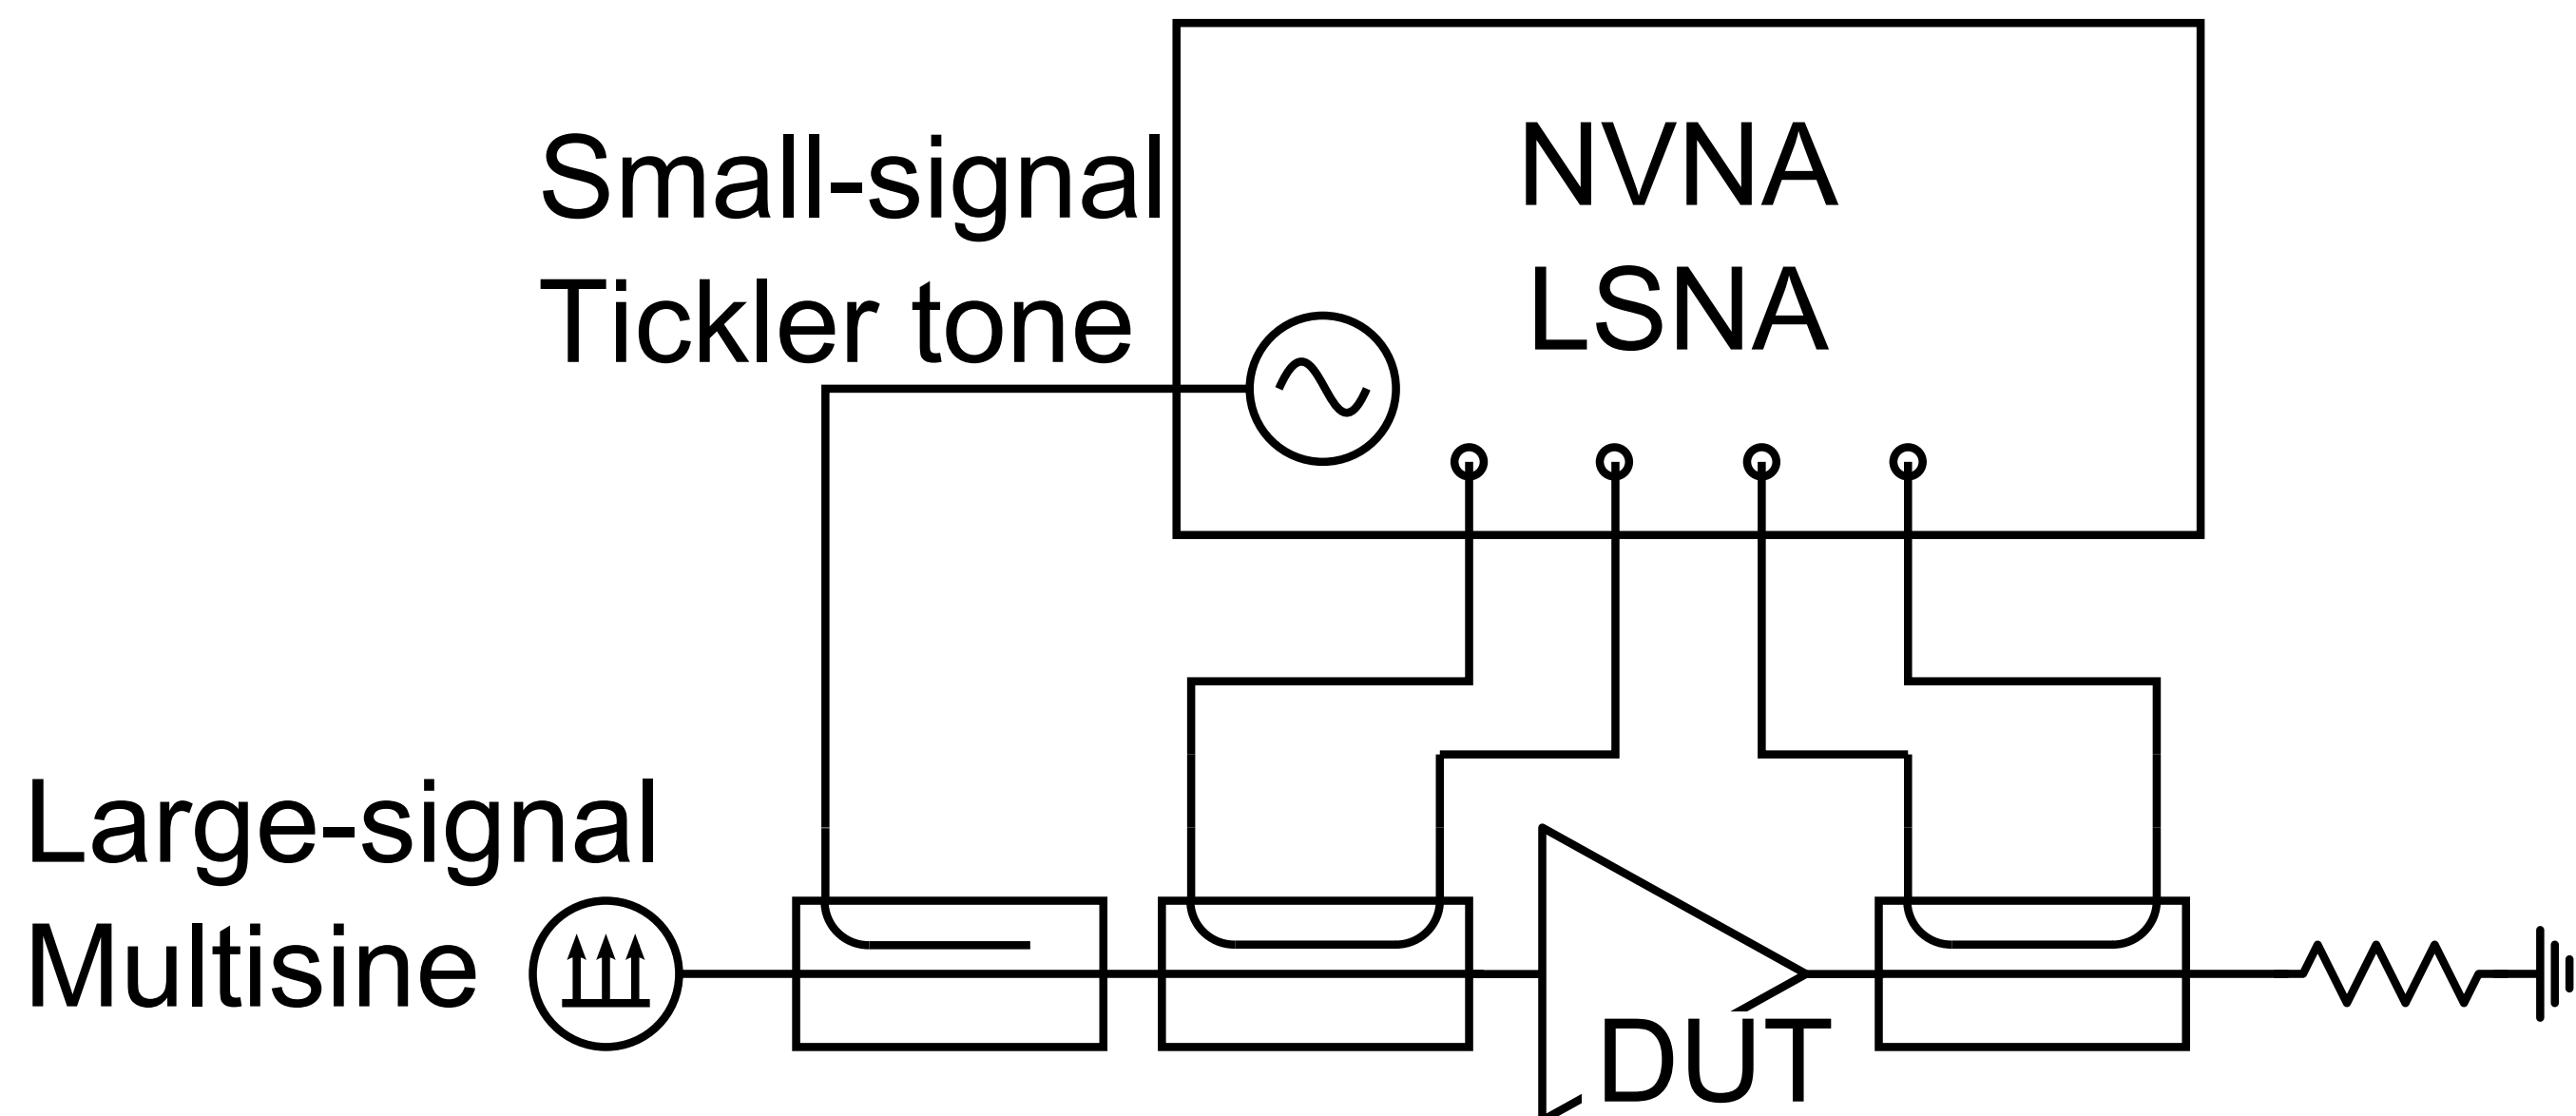 Small-signal
Tickler tone
NVNA
LSNA
Large-signal
Multisine
DUT